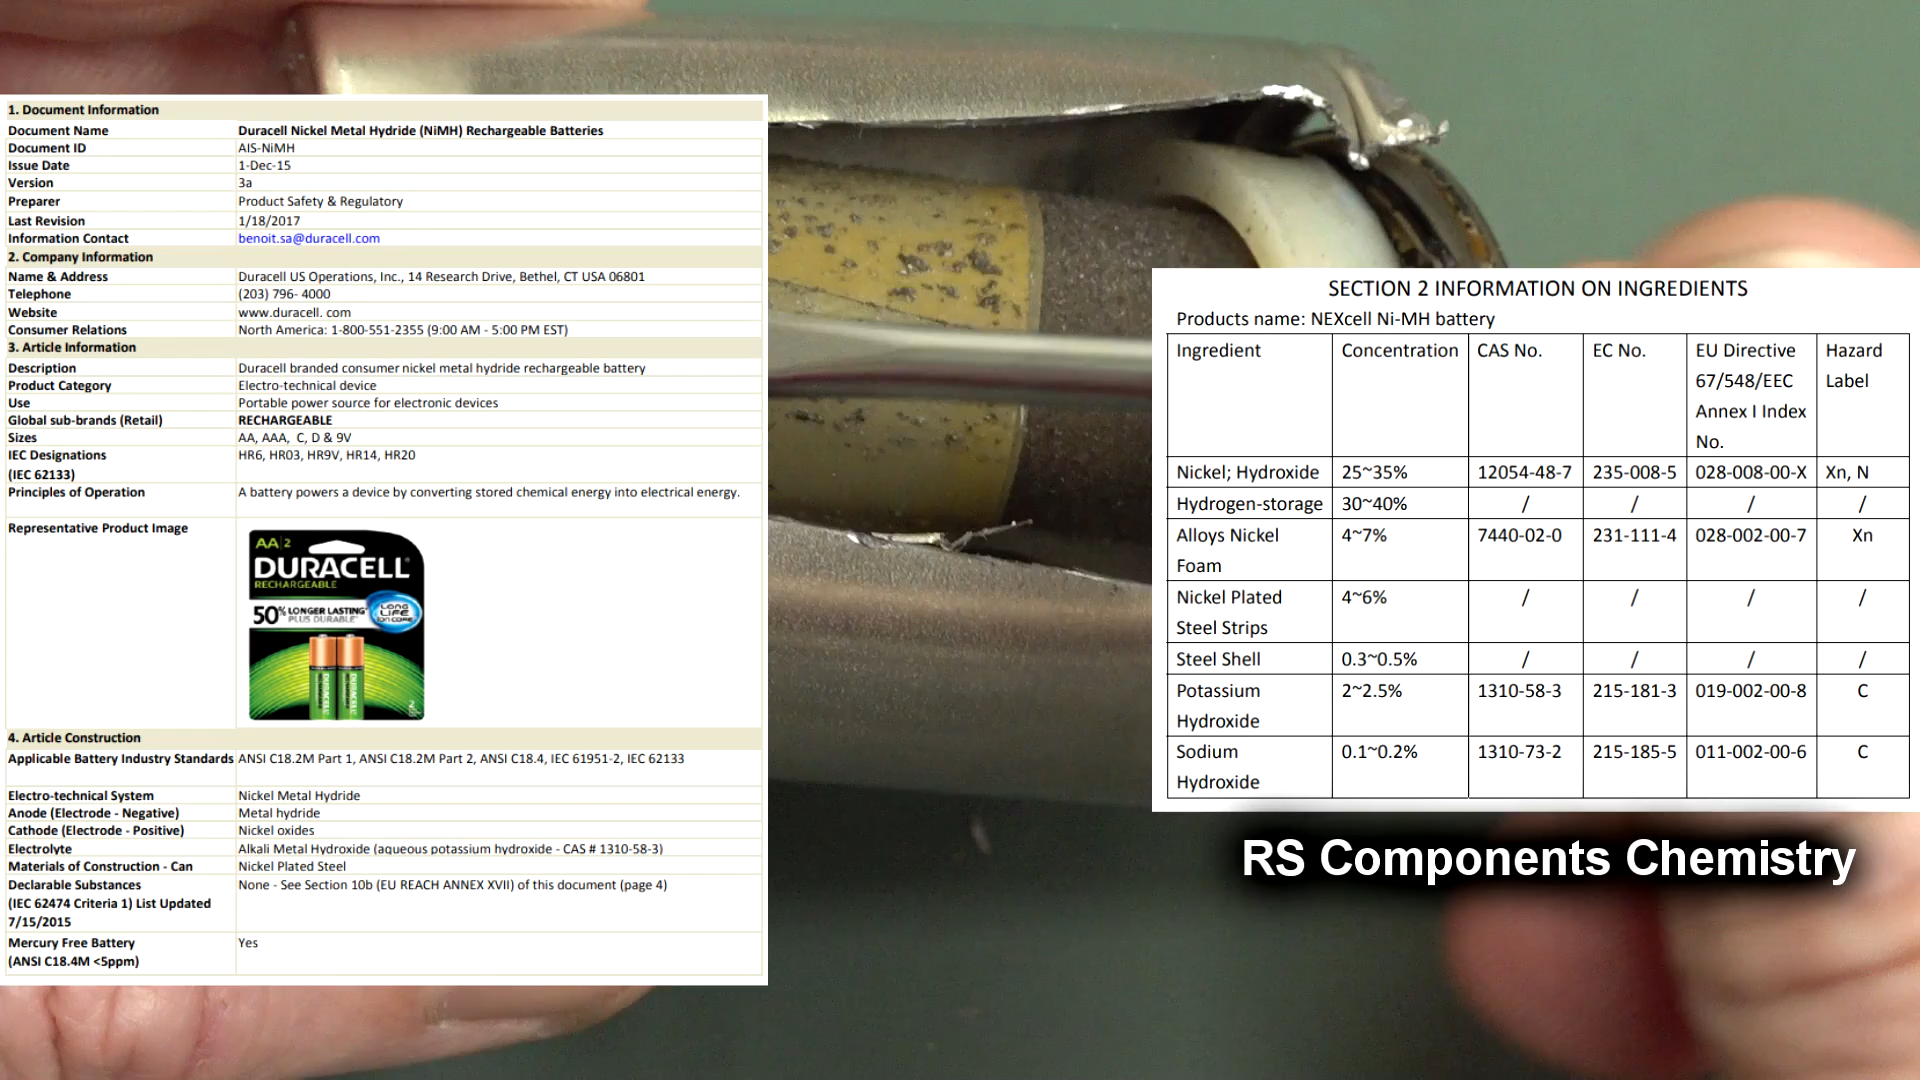 1. Document Information
Document Name Duracell Nickel Metal Hydride (NiMH) Rechargeable Batteries
Document ID AIS-NiMH
Issue Date 1-Dec-15
Version 3a
Preparer Product Safety & Regulatory
Last Revision 1/18/2017
Information Contact benoit.sa@duracell.com
2. Company Information
Name & Address Duracell US Operations, Inc., 14 Research Drive, Bethel, CT USA 06801
Telephone (203) 796- 4000
Website www.duracell. com
Consumer Relations North America: 1-800-551-2355 (9:00 AM - 5:00 PM EST)
3. Article Information
Description Duracell branded consumer nickel metal hydride rechargeable battery
Product Category Electro-technical device
Use Portable power source for electronic devices
Global sub-brands (Retail) RECHARGEABLE
Sizes AA, AAA, C, D & 9V
IEC Designations HR6, HR03, HR9V, HR14, HR20
(IEC 62133)
Principles of Operation A battery powers a device by converting stored chemical energy into electrical energy.
Representative Product Image
AA 2
DURACELL
RECHARGEABLE
50% LONGER LASTING
PLUS DURABLE
LONG
LIFE
ION CORE
DURACELL DURACELL
4. Article Construction
Applicable Battery Industry Standards ANSI C18.2M Part 1, ANSI C18.2M Part 2, ANSI C18.4, IEC 61951-2, IEC 62133
Electro-technical System Nickel Metal Hydride
Anode (Electrode - Negative) Metal hydride
Cathode (Electrode - Positive) Nickel oxides
Electrolyte Alkali Metal Hydroxide (aqueous potassium hydroxide - CAS # 1310-58-3)
Materials of Construction - Can Nickel Plated Steel
Declarable Substances None - See Section 10b (EU REACH ANNEX XVII) of this document (page 4)
(IEC 62474 Criteria 1) List Updated
7/15/2015
Mercury Free Battery Yes
(ANSI C18.4M <5ppm)
SECTION 2 INFORMATION ON INGREDIENTS
Products name: NEXcell Ni-MH battery
Ingredient Concentration CAS No. EC No. EU Directive Hazard
67/548/EEC Label
Annex I Index
No.
Nickel; Hydroxide 25~35% 12054-48-7 235-008-5 028-008-00-X Xn, N
Hydrogen-storage 30~40% / / / /
Alloys Nickel 4~7% 7440-02-0 231-111-4 028-002-00-7 Xn
Foam
Nickel Plated 4~6% / / / /
Steel Strips
Steel Shell 0.3~0.5% / / / /
Potassium 2~2.5% 1310-58-3 215-181-3 019-002-00-8 C
Hydroxide
Sodium 0.1~0.2% 1310-73-2 215-185-5 011-002-00-6 C
Hydroxide
RS Components Chemistry